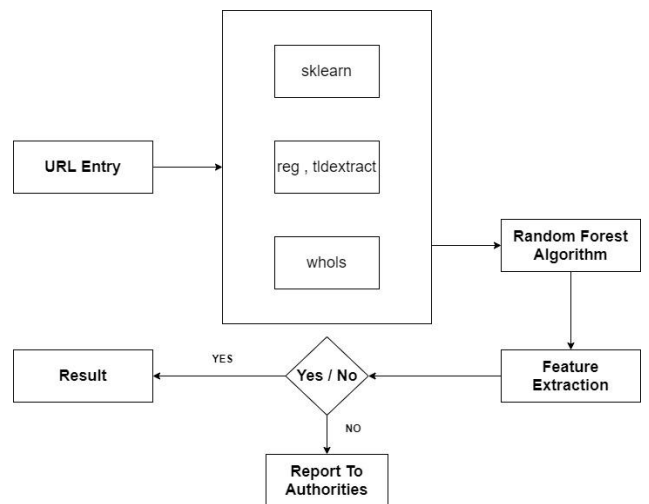 sklearn
URL Entry
reg , tldextract
whoIs
Random Forest
Algorithm
YES
Result
Yes / No
Feature
Extraction
NO
Report To
Authorities